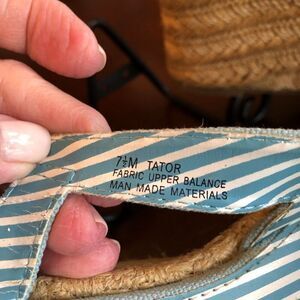 7½M TATOR
FABRIC UPPER BALANCE
MAN MADE MATERIALS